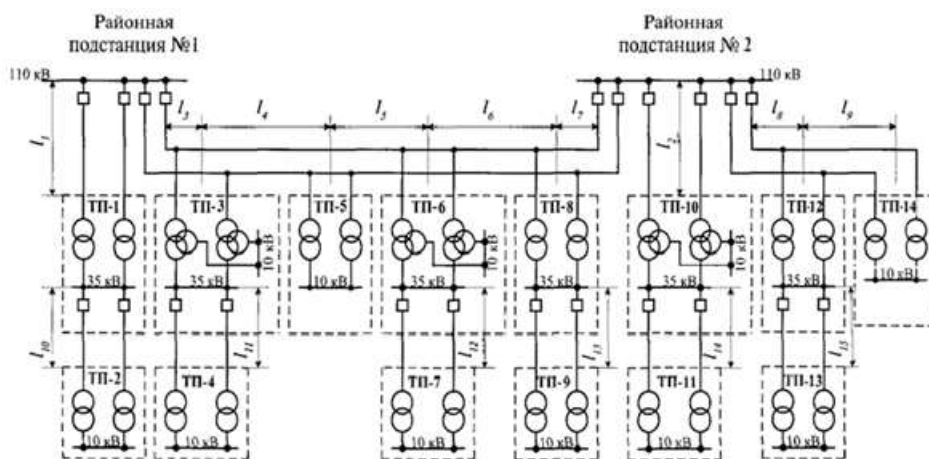 Районная
подстанция №1
Районная
подстанция № 2
110 кВ
110 кВ
l₁
l₃
l₄
l₅
l₆
l₇
l₂
l₈
l₉
ТП-1
ТП-3
ТП-5
ТП-6
ТП-8
ТП-10
ТП-12
ТП-14
10 кВ
10 кВ
10 кВ
35 кВ
35 кВ
10 кВ
35 кВ
35 кВ
35 кВ
35 кВ
10 кВ
l₁₀
l₁₁
l₁₂
l₁₃
l₁₄
l₁₅
ТП-2
ТП-4
ТП-7
ТП-9
ТП-11
ТП-13
10 кВ
10 кВ
10 кВ
10 кВ
10 кВ
10 кВ